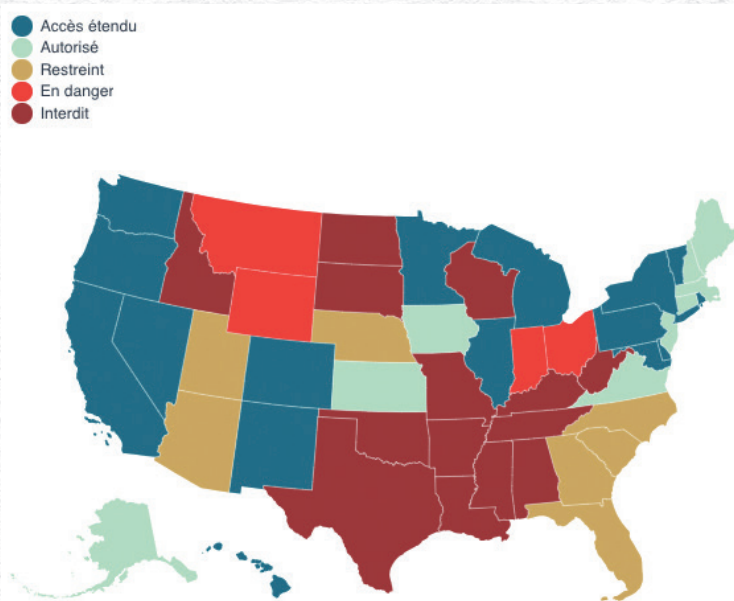 Accès étendu
Autorisé
Restreint
En danger
Interdit